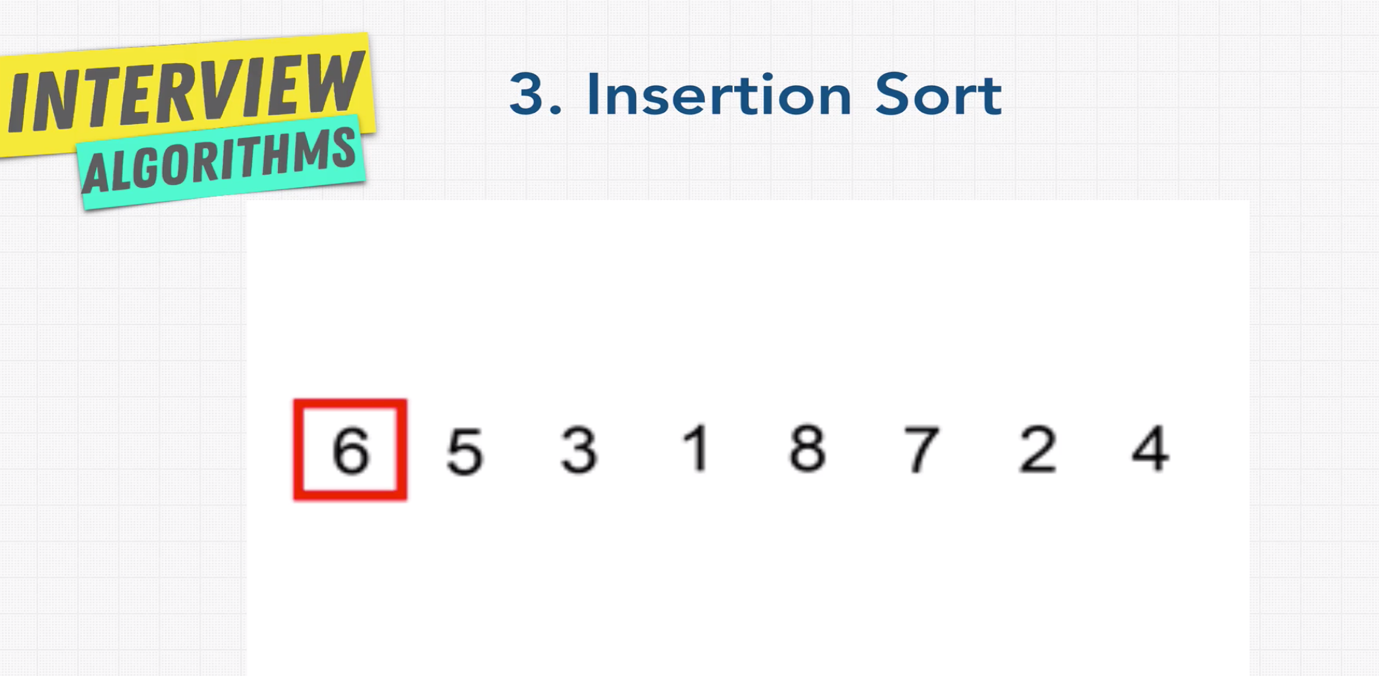 INTERVIEW
ALGORITHMS
3. Insertion Sort
6 5 3 1 8 7 2 4